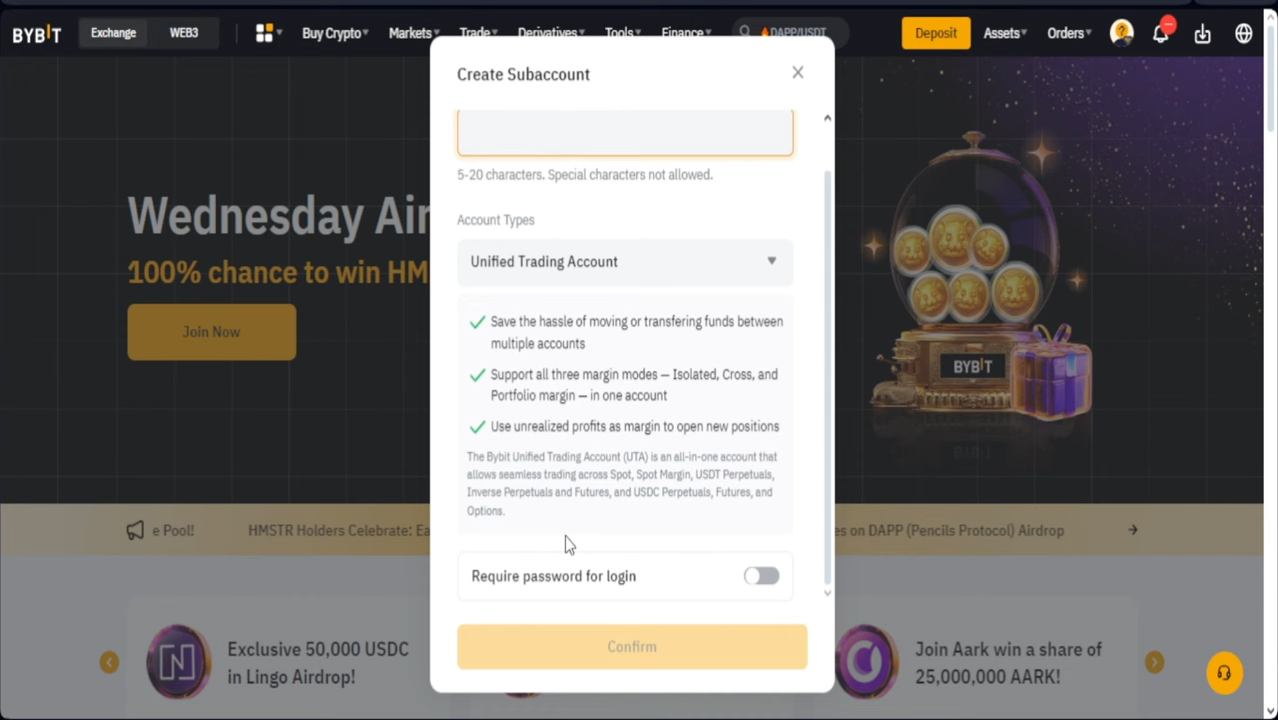 BYBIT Exchange WEB3 Buy Crypto Markets Trade Derivatives Tools Finance DAPP/USDT Deposit Assets Orders
Create Subaccount
5-20 characters. Special characters not allowed.
Account Types
Unified Trading Account
Save the hassle of moving or transfering funds between
multiple accounts
Support all three margin modes — Isolated, Cross, and
Portfolio margin — in one account
Use unrealized profits as margin to open new positions
The Bybit Unified Trading Account (UTA) is an all-in-one account that
allows seamless trading across Spot, Spot Margin, USDT Perpetuals,
Inverse Perpetuals and Futures, and USDC Perpetuals, Futures, and
Options.
Require password for login
Confirm
Wednesday Air
100% chance to win HM
Join Now
BYBIT
e Pool! HMSTR Holders Celebrate: Ea
es on DAPP (Pencils Protocol) Airdrop
Exclusive 50,000 USDC
in Lingo Airdrop!
Join Aark win a share of
25,000,000 AARK!